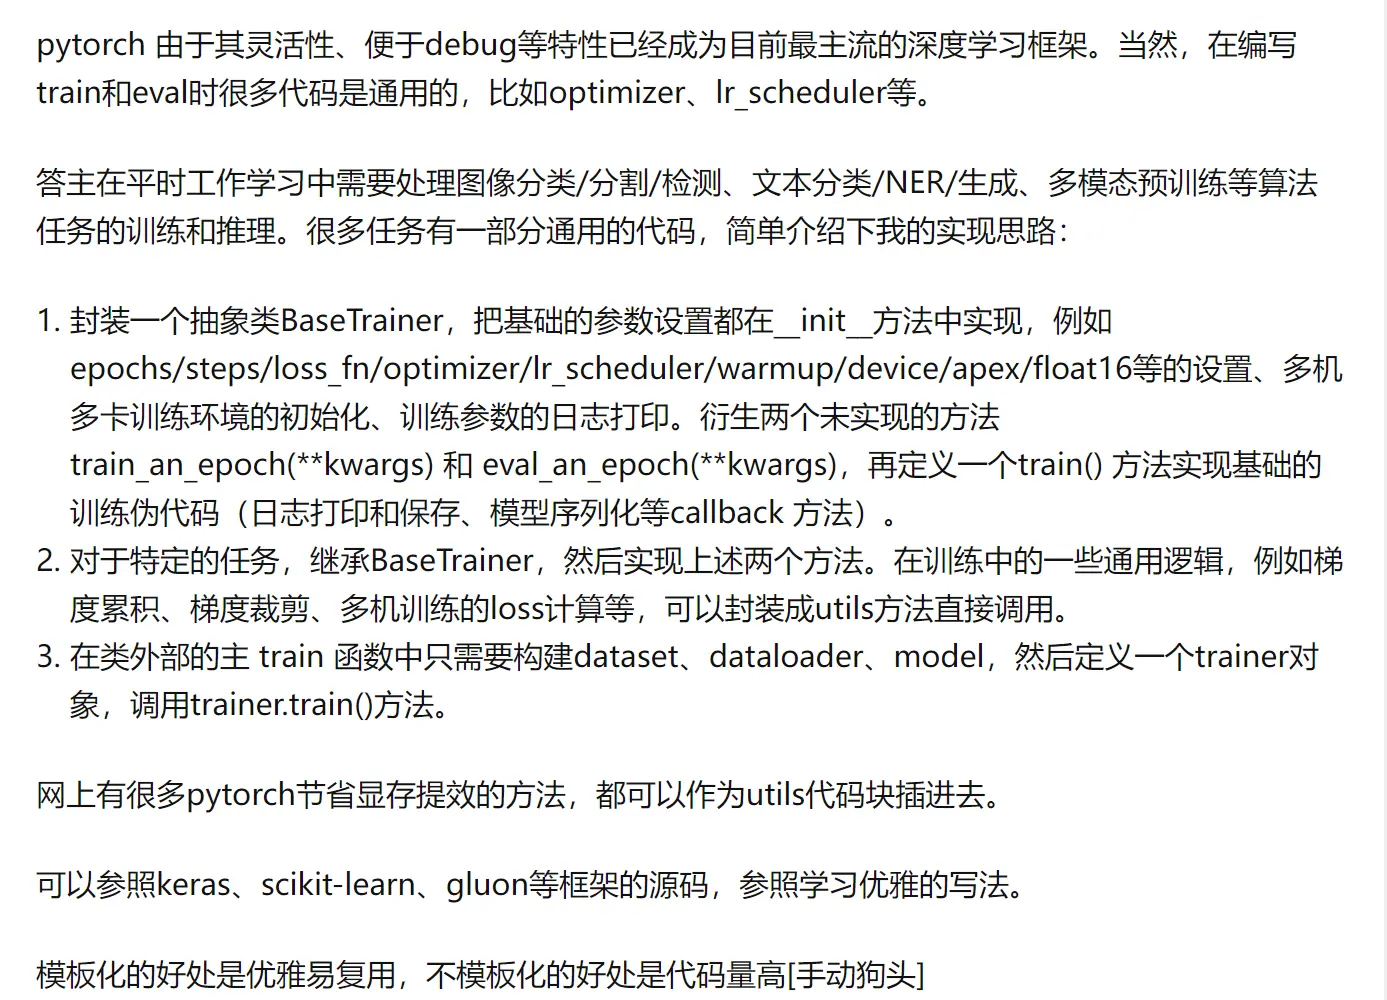 pytorch 由于其灵活性、便于debug等特性已经成为目前最主流的深度学习框架。当然，在编写
train和eval时很多代码是通用的，比如optimizer、lr_scheduler等。
答主在平时工作学习中需要处理图像分类/分割/检测、文本分类/NER/生成、多模态预训练等算法
任务的训练和推理。很多任务有一部分通用的代码，简单介绍下我的实现思路：
1. 封装一个抽象类BaseTrainer，把基础的参数设置都在__init__方法中实现，例如
epochs/steps/loss_fn/optimizer/lr_scheduler/warmup/device/apex/float16等的设置、多机
多卡训练环境的初始化、训练参数的日志打印。衍生两个未实现的方法
train_an_epoch(**kwargs) 和 eval_an_epoch(**kwargs)，再定义一个train() 方法实现基础的
训练伪代码（日志打印和保存、模型序列化等callback 方法）。
2. 对于特定的任务，继承BaseTrainer，然后实现上述两个方法。在训练中的一些通用逻辑，例如梯
度累积、梯度裁剪、多机训练的loss计算等，可以封装成utils方法直接调用。
3. 在类外部的主 train 函数中只需要构建dataset、dataloader、model，然后定义一个trainer对
象，调用trainer.train()方法。
网上有很多pytorch节省显存提效的方法，都可以作为utils代码块插进去。
可以参照keras、scikit-learn、gluon等框架的源码，参照学习优雅的写法。
模板化的好处是优雅易复用，不模板化的好处是代码量高[手动狗头]